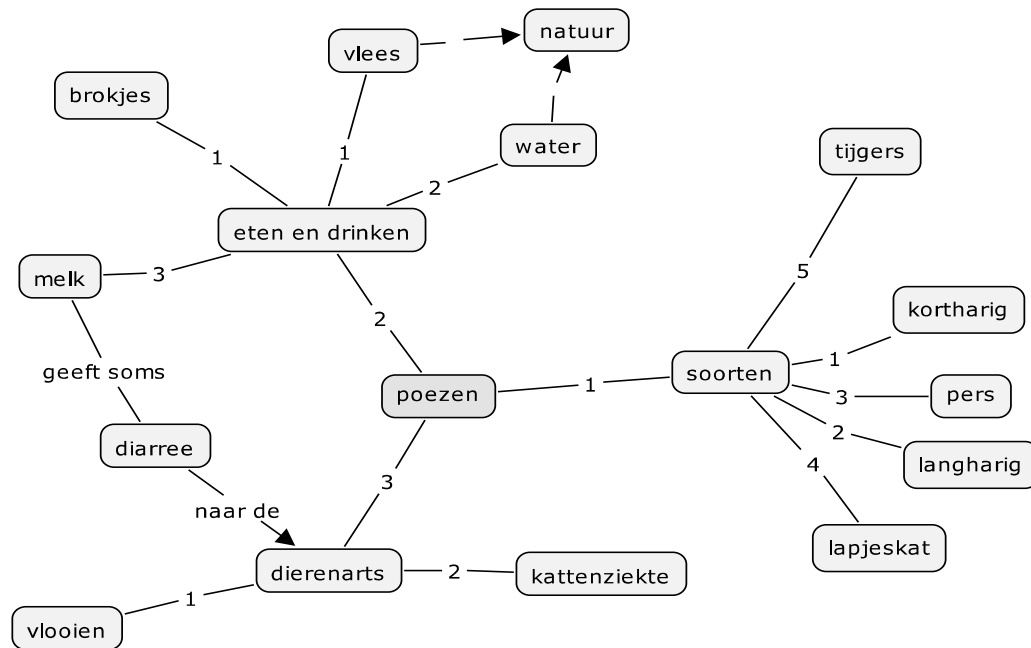 natuur
vlees
brokjes
1
1
water
2
tijgers
eten en drinken
melk
3
5
2
kortharig
1
geeft soms
poezen
1
soorten
3
pers
2
langharig
diarree
3
4
naar de
lapjeskat
dierenarts
2
kattenziekte
1
vlooien